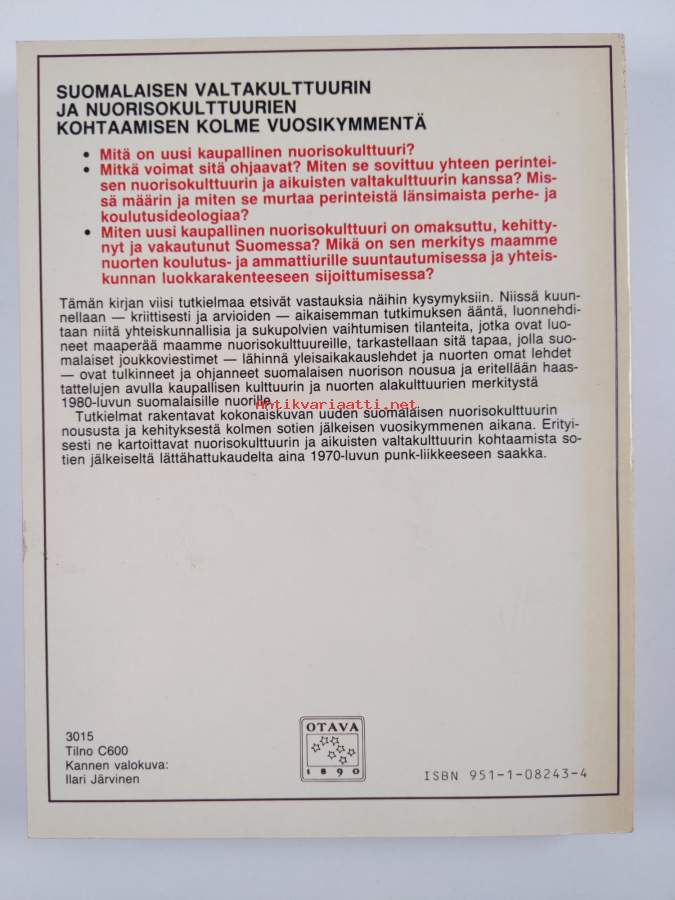 SUOMALAISEN VALTAKULTTUURIN
JA NUORISOKULTTUURIEN
KOHTAAMISEN KOLME VUOSIKYMMENTÄ
• Mitä on uusi kaupallinen nuorisokulttuuri?
• Mitkä voimat sitä ohjaavat? Miten se sovittuu yhteen perintei-
sen nuorisokulttuurin ja aikuisten valtakulttuurin kanssa? Mis-
sä määrin ja miten se murtaa perinteistä länsimaista perhe- ja
koulutusideologiaa?
• Miten uusi kaupallinen nuorisokulttuuri on omaksuttu, kehitty-
nyt ja vakautunut Suomessa? Mikä on sen merkitys maamme
nuorten koulutus- ja ammattiurille suuntautumisessa ja yhteis-
kunnan luokkarakenteeseen sijoittumisessa?
Tämän kirjan viisi tutkielmaa etsivät vastauksia näihin kysymyksiin. Niissä kuun-
nellaan — kriittisesti ja arvioiden — aikaisemman tutkimuksen ääntä, luonnehdi-
taan niitä yhteiskunnallisia ja sukupolvien vaihtumisen tilanteita, jotka ovat luo-
neet maaperää maamme nuorisokulttuureille, tarkastellaan sitä tapaa, jolla suo-
malaiset joukkoviestimet — lähinnä yleisaikakauslehdet ja nuorten omat lehdet
— ovat tulkinneet ja ohjanneet suomalaisen nuorison nousua ja eritellään haas-
tattelujen avulla kaupallisen kulttuurin ja nuorten alakulttuurien merkitystä
1980-luvun suomalaisille nuorille.
Antikvariaatti.net
Tutkielmat rakentavat kokonaiskuvan uuden suomalaisen nuorisokulttuurin
noususta ja kehityksestä kolmen sotien jälkeisen vuosikymmenen aikana. Erityi-
sesti ne kartoittavat nuorisokulttuurin ja aikuisten valtakulttuurin kohtaamista so-
tien jälkeiseltä lättähattukaudelta aina 1970-luvun punk-liikkeeseen saakka.
3015
Tilno C600
Kannen valokuva:
Ilari Järvinen
OTAVA
1890
ISBN 951-1-08243-4